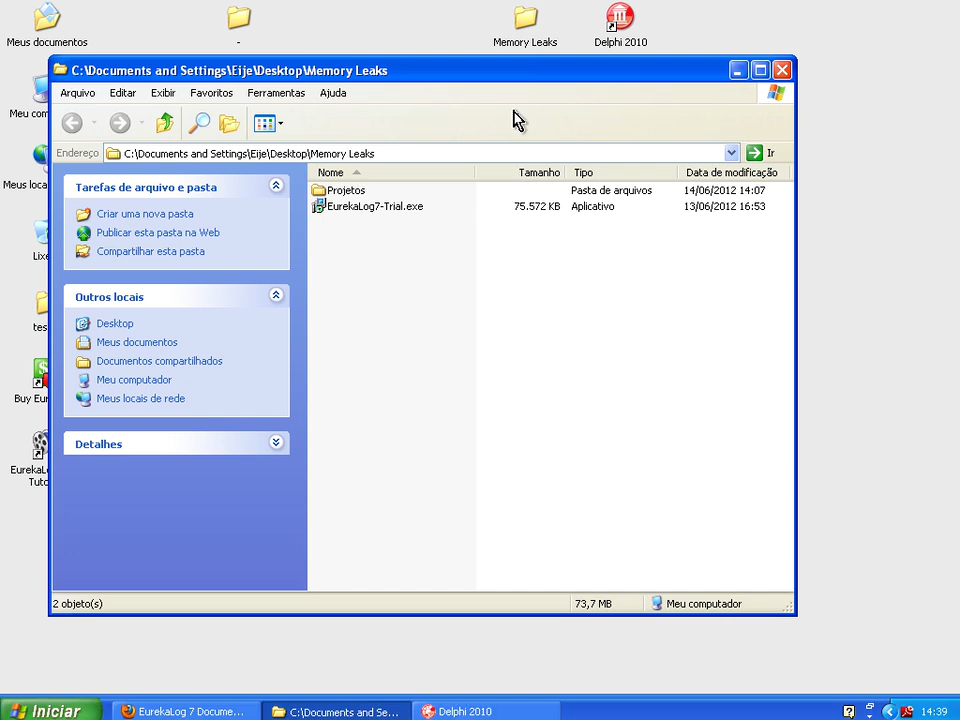 Meus documentos
-
Memory Leaks
Delphi 2010
C:\Documents and Settings\Eije\Desktop\Memory Leaks
Arquivo Editar Exibir Favoritos Ferramentas Ajuda
Meu com
Endereço C:\Documents and Settings\Eije\Desktop\Memory Leaks Ir
Nome Tamanho Tipo Data de modificação
Tarefas de arquivo e pasta
Projetos Pasta de arquivos 14/06/2012 14:07
EurekaLog7-Trial.exe 75.572 KB Aplicativo 13/06/2012 16:53
Meus loca
Criar uma nova pasta
Publicar esta pasta na Web
Compartilhar esta pasta
Lixe
Outros locais
Desktop
tes
Meus documentos
Documentos compartilhados
Meu computador
Meus locais de rede
Buy Eur
Detalhes
EurekaLo
Tuto
2 objeto(s) 73,7 MB Meu computador
Iniciar EurekaLog 7 Docume... C:\Documents and Se... Delphi 2010 14:39